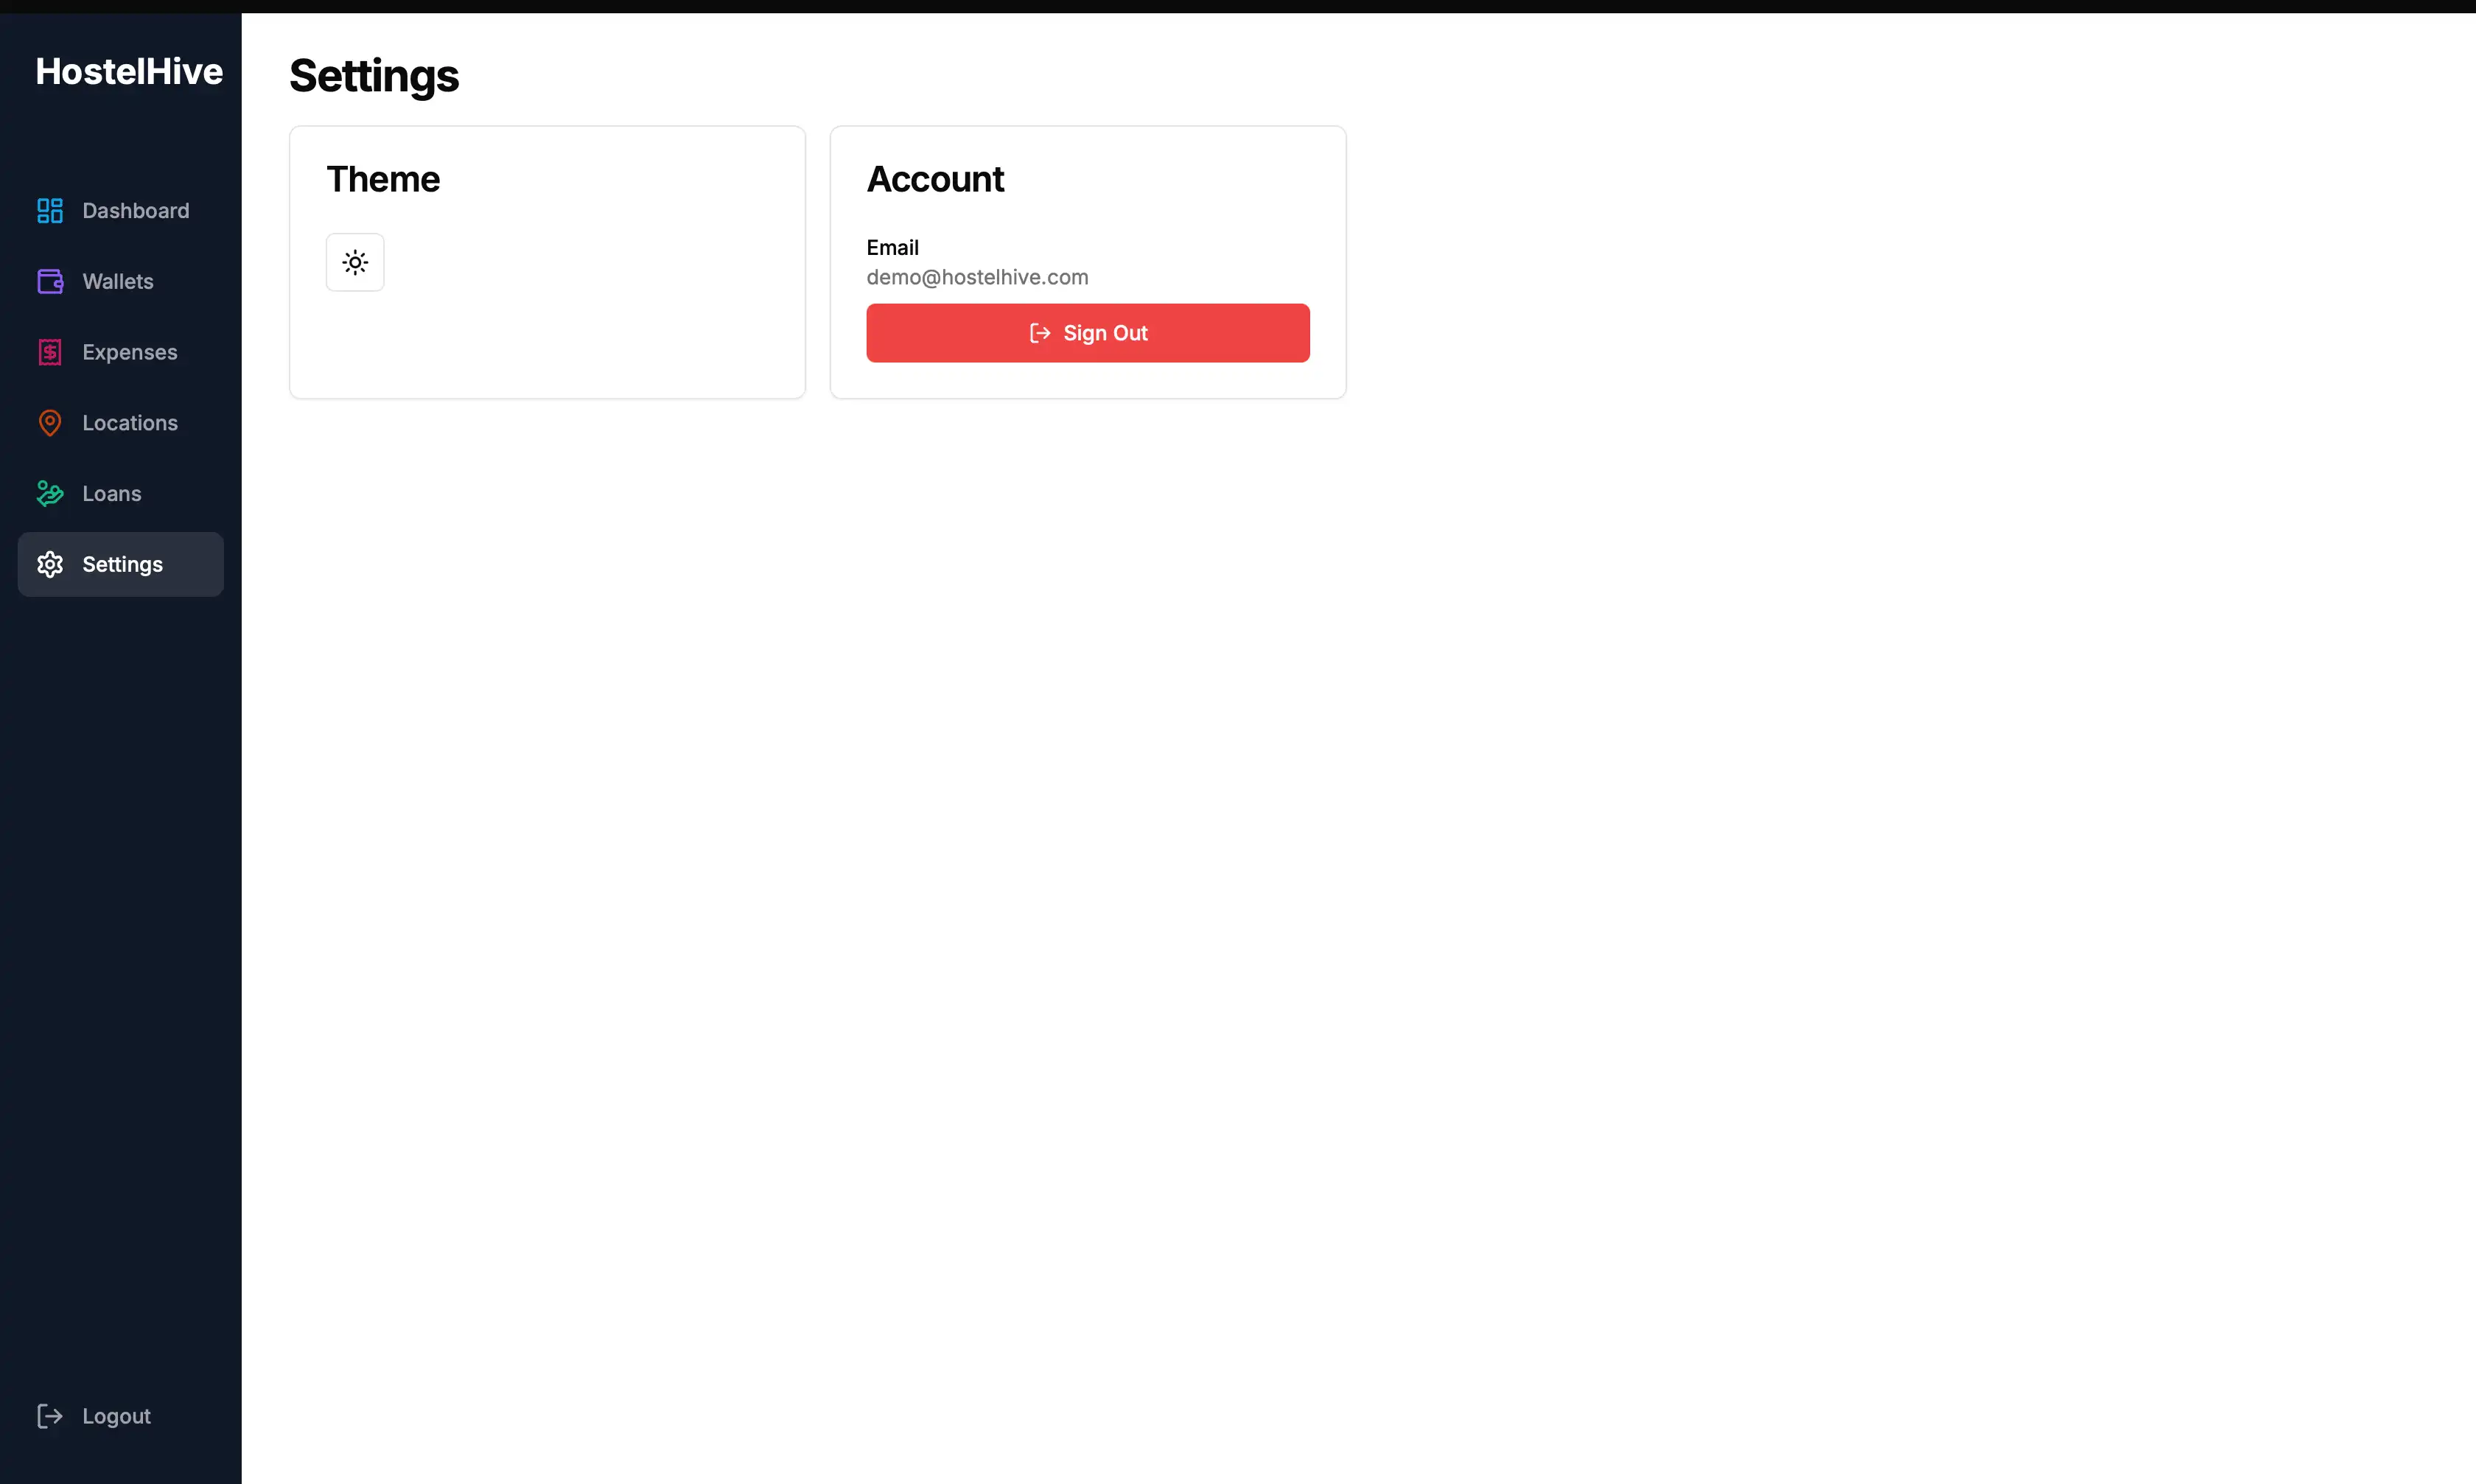 HostelHive
Dashboard
Wallets
Expenses
Locations
Loans
Settings
Logout
Settings
Theme
Account
Email
demo@hostelhive.com
Sign Out